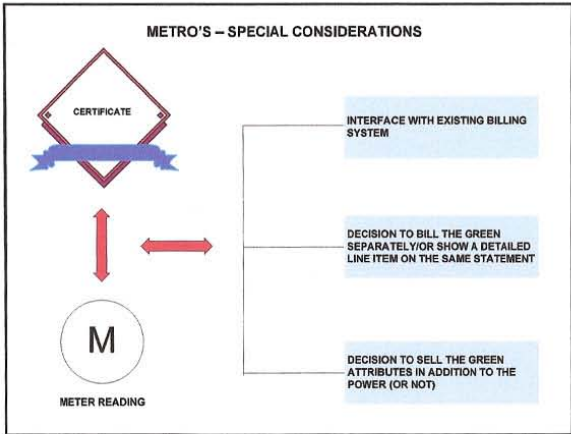 METRO'S – SPECIAL CONSIDERATIONS
CERTIFICATE
INTERFACE WITH EXISTING BILLING
SYSTEM
DECISION TO BILL THE GREEN
SEPARATELY/OR SHOW A DETAILED
LINE ITEM ON THE SAME STATEMENT
M
METER READING
DECISION TO SELL THE GREEN
ATTRIBUTES IN ADDITION TO THE
POWER (OR NOT)